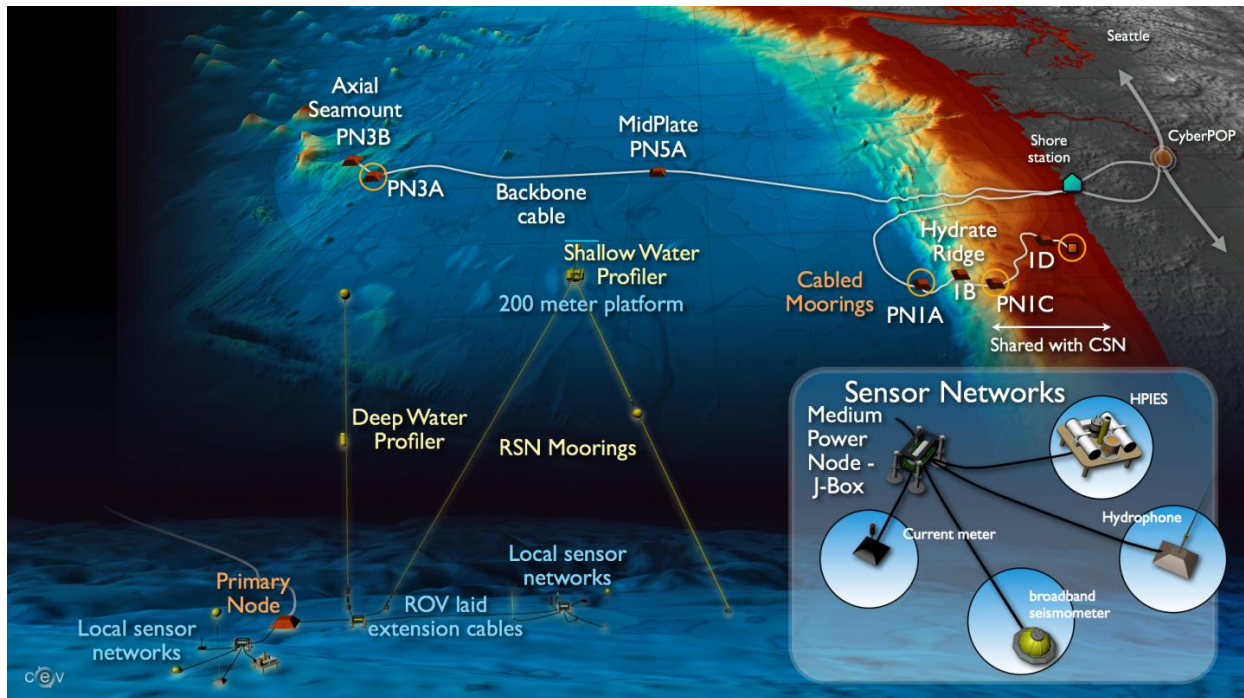 Seattle
Axial
Seamount
PN3B
MidPlate
PN5A
CyberPOP
Shore
station
PN3A
Backbone
cable
Hydrate
Ridge
1D
Shallow Water
Profiler
200 meter platform
Cabled
Moorings
1B
PN1A
PN1C
Shared with CSN
Deep Water
Profiler
RSN Moorings
Sensor Networks
HPIES
Medium
Power
Node -
J-Box
Hydrophone
Current meter
broadband
seismometer
Local sensor
networks
Primary
Node
ROV laid
extension cables
Local sensor
networks
cev